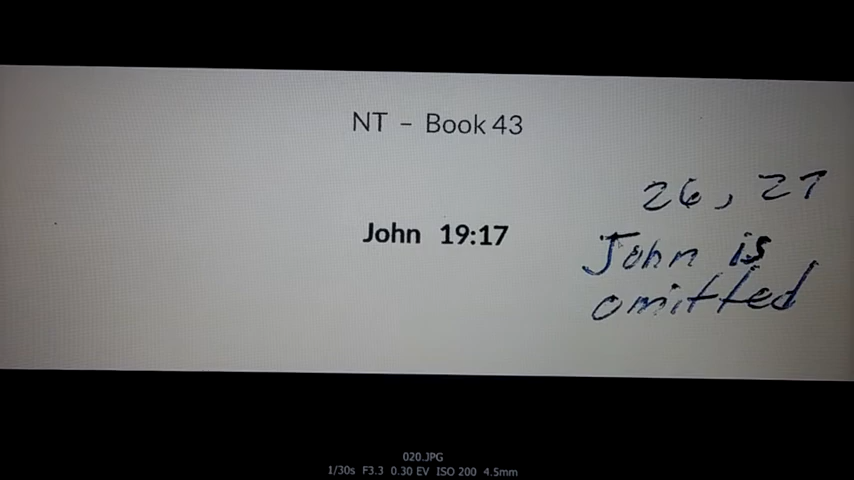 NT – Book 43
26, 27
John 19:17
John is
omitted
020.JPG
1/30s F3.3 0.30 EV ISO 200 4.5mm